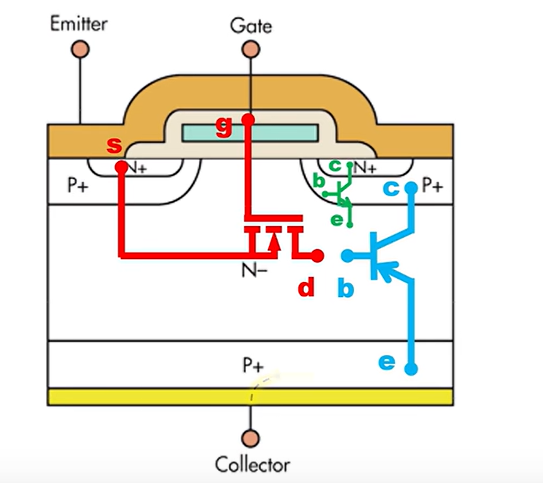 Emitter
Gate
g
s
N+
P+
c
N+
b
c
P+
e
N–
d
b
P+
e
Collector